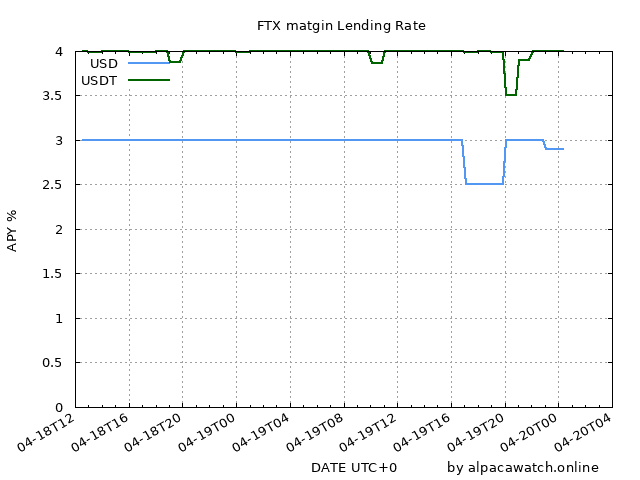 FTX matgin Lending Rate
4
USD
USDT
3.5
3
2.5
2
APY %
1.5
1
0.5
0
04-18T12 04-18T16 04-18T20 04-19T00 04-19T04 04-19T08 04-19T12 04-19T16 04-19T20 04-20T00 04-20T04
DATE UTC+0 by alpacawatch.online